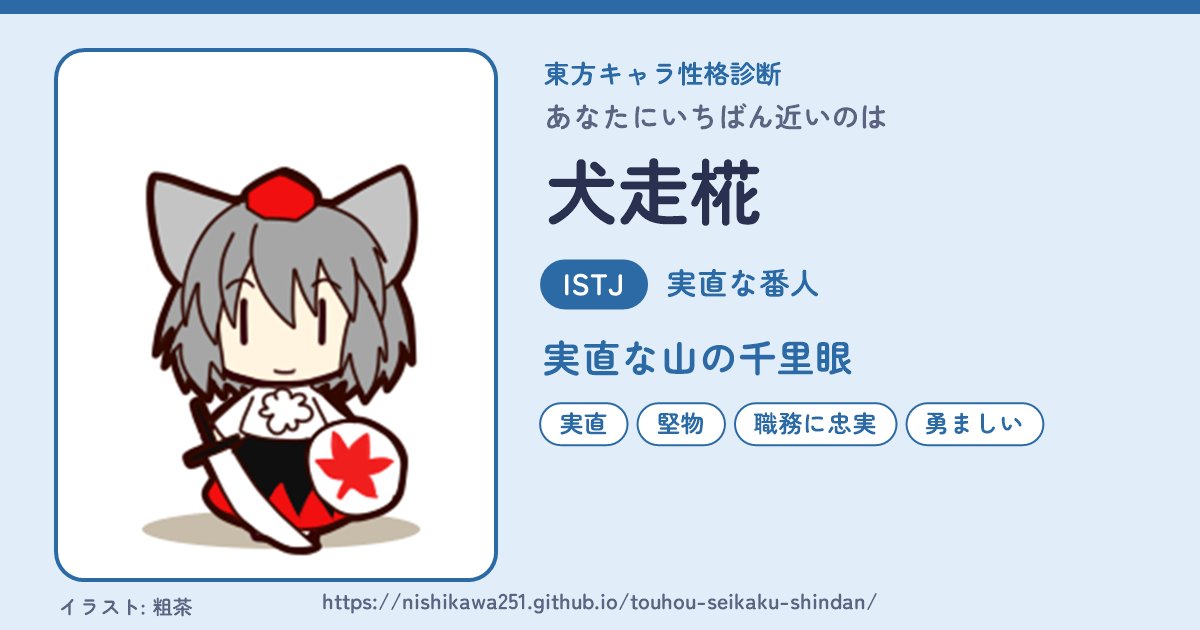 東方キャラ性格診断
あなたにいちばん近いのは
犬走椛
ISTJ 実直な番人
実直な山の千里眼
実直 堅物 職務に忠実 勇ましい
イラスト: 粗茶
https://nishikawa251.github.io/touhou-seikaku-shindan/